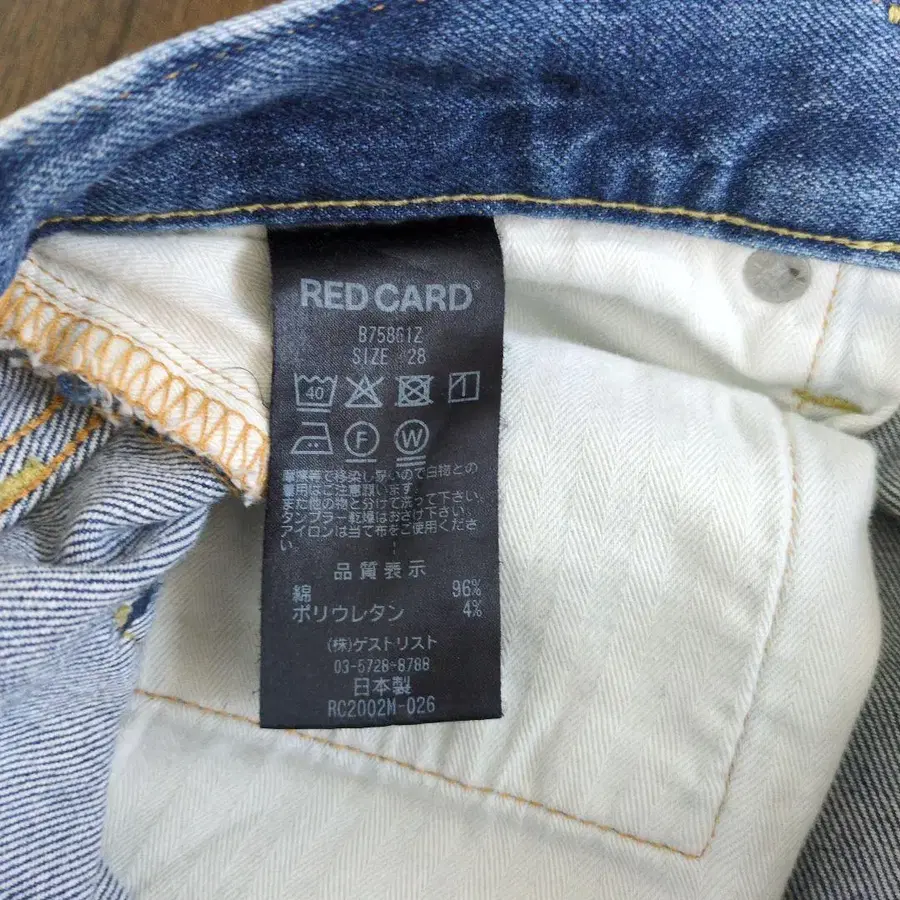 RED CARD®
B75861Z
SIZE 28
40
F W
摩擦等で移染し易いので白物との
着用はご注意願います。
また他の物と分けて洗って下さい。
タンブラー乾燥はおさけ下さい。
アイロンは当て布をご使用くださ
い。
品質表示
綿 96%
ポリウレタン 4%
(株)ゲストリスト
03-5728-8788
日本製
RC2002M-026